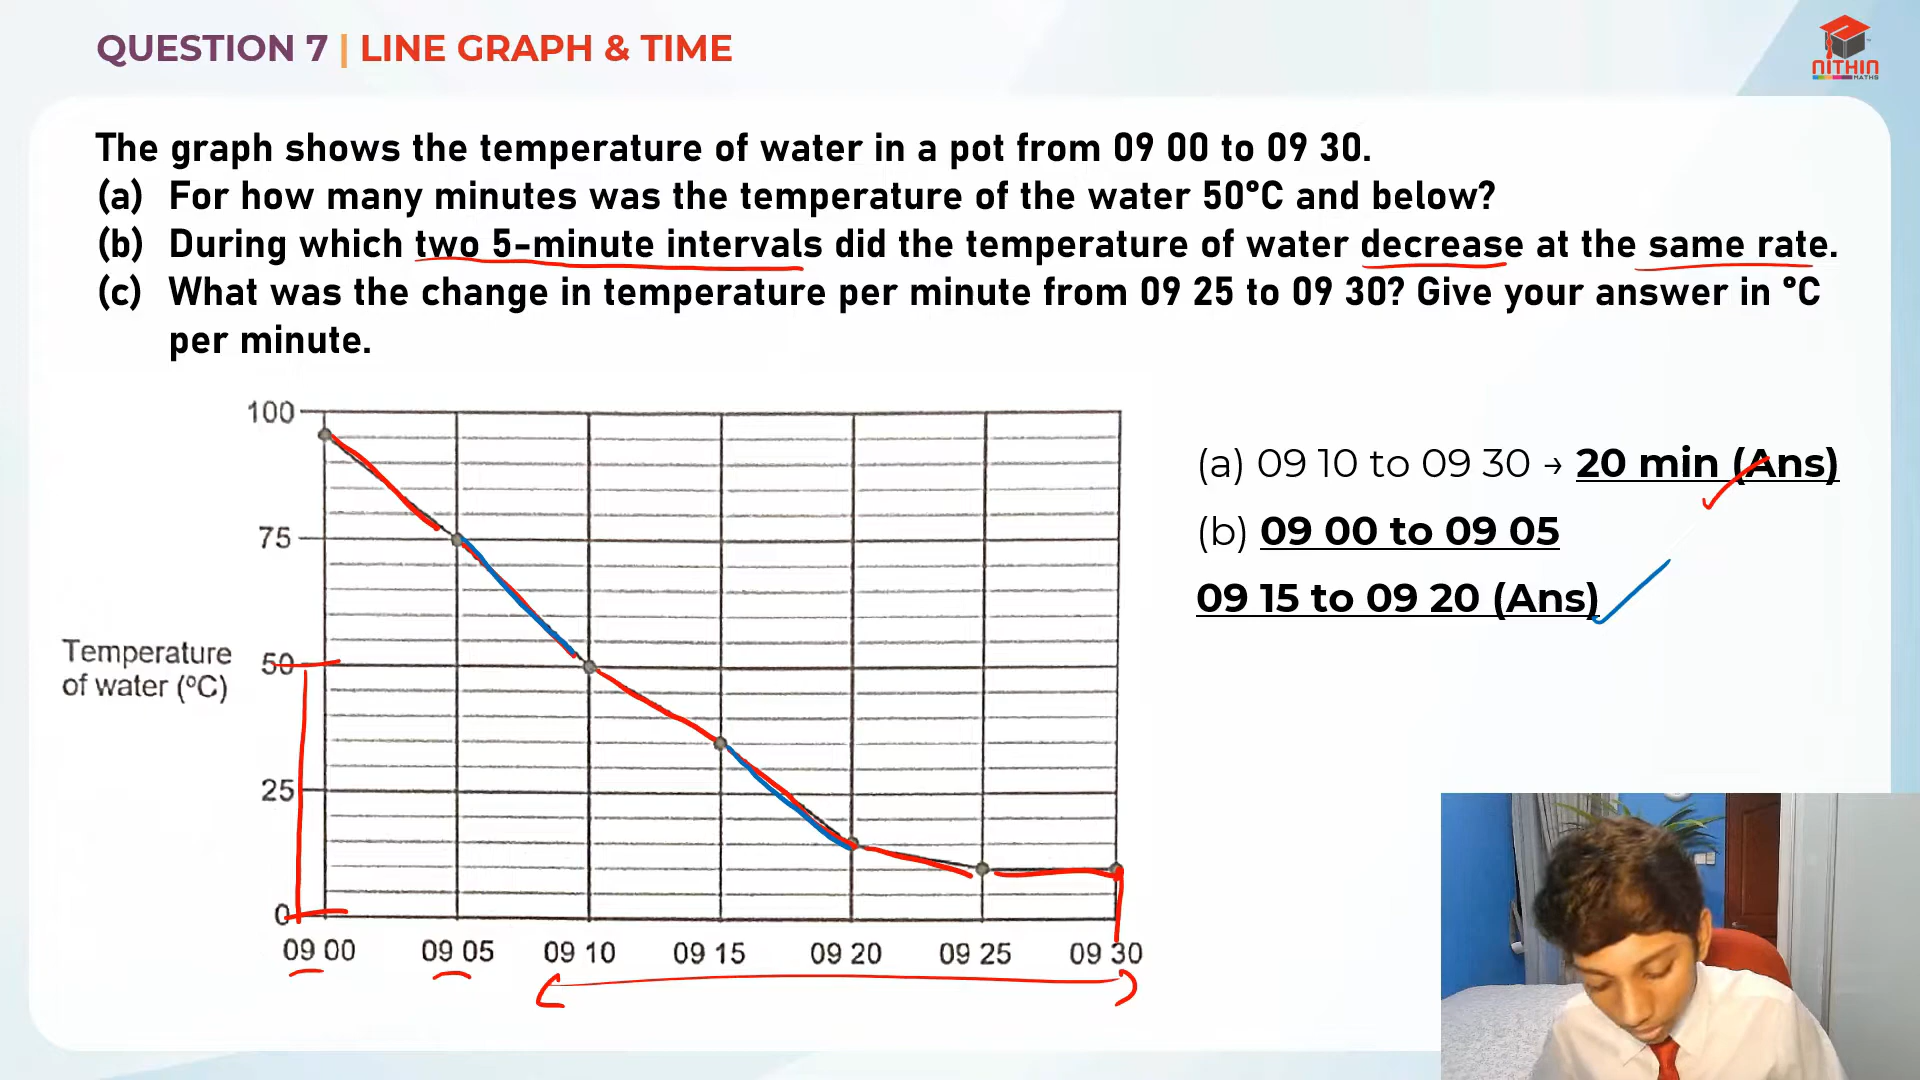 QUESTION 7 | LINE GRAPH & TIME
NITHIN
MATHS
The graph shows the temperature of water in a pot from 09 00 to 09 30.
(a) For how many minutes was the temperature of the water 50°C and below?
(b) During which two 5-minute intervals did the temperature of water decrease at the same rate.
(c) What was the change in temperature per minute from 09 25 to 09 30? Give your answer in °C
per minute.
100
75
Temperature
of water (°C)
50
25
0
09 00 09 05 09 10 09 15 09 20 09 25 09 30
(a) 09 10 to 09 30 → 20 min (Ans)
(b) 09 00 to 09 05
09 15 to 09 20 (Ans)